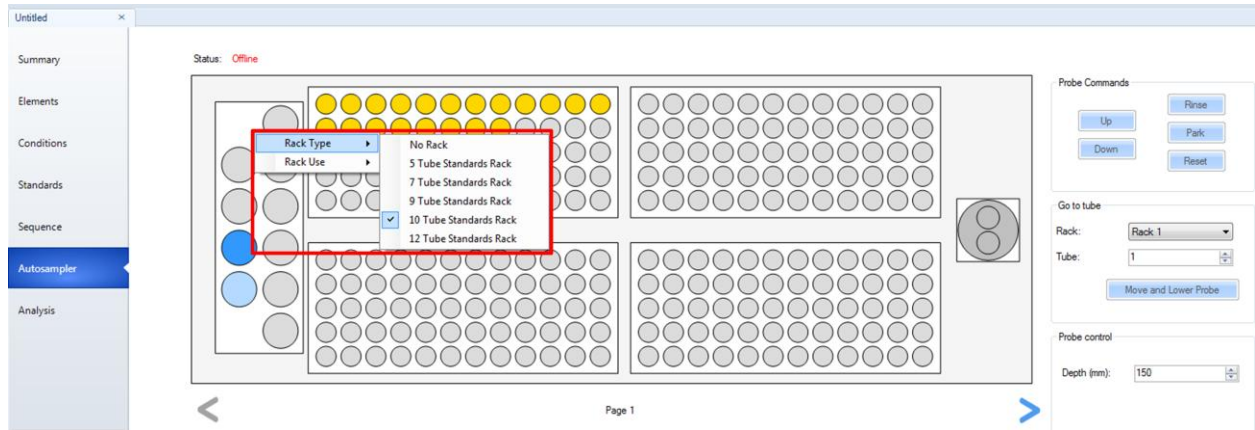 Untitled ×
Summary
Elements
Conditions
Standards
Sequence
Autosampler
Analysis
Status: Offline
Rack Type
Rack Use
No Rack
5 Tube Standards Rack
7 Tube Standards Rack
9 Tube Standards Rack
10 Tube Standards Rack
12 Tube Standards Rack
Page 1
Probe Commands
Up
Down
Rinse
Park
Reset
Go to tube
Rack: Rack 1
Tube: 1
Move and Lower Probe
Probe control
Depth (mm): 150